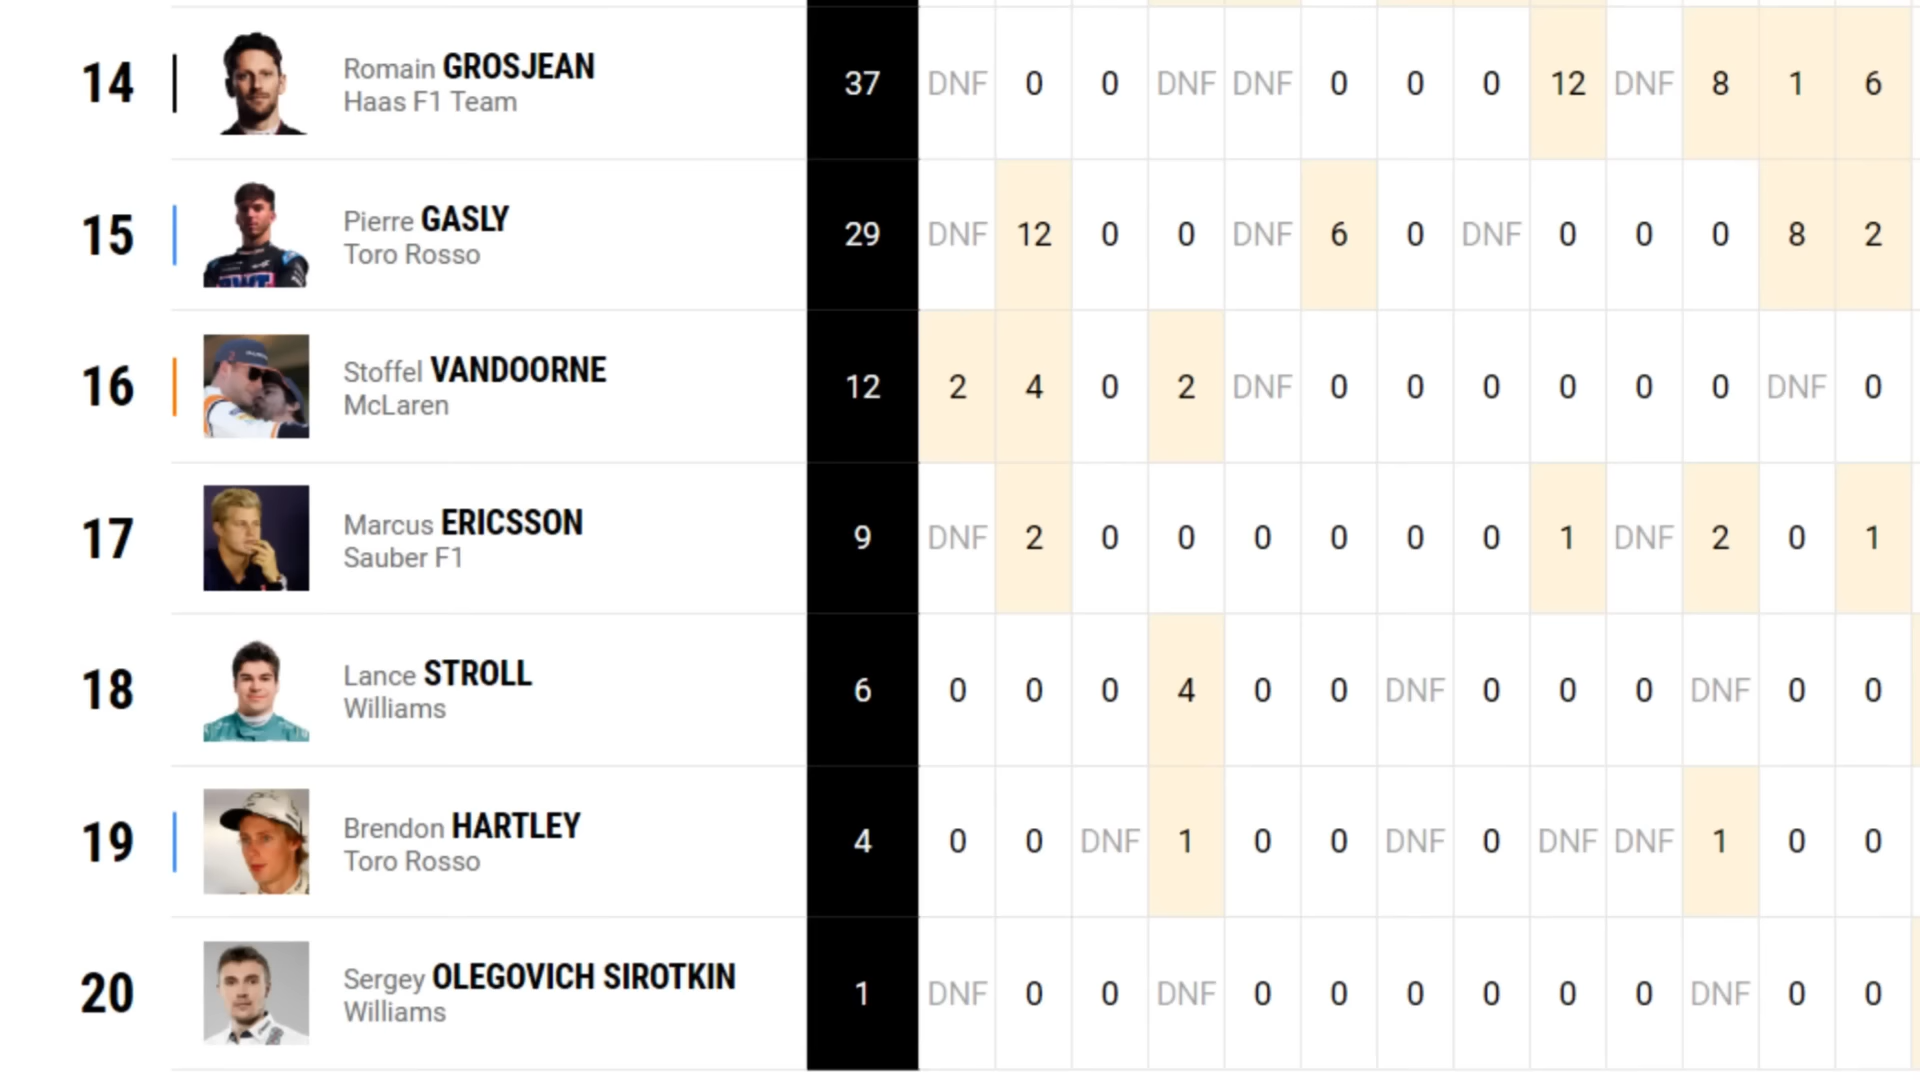 14 Romain GROSJEAN 37 DNF 0 0 DNF DNF 0 0 0 12 DNF 8 1 6
Haas F1 Team
15 Pierre GASLY 29 DNF 12 0 0 DNF 6 0 DNF 0 0 0 8 2
Toro Rosso
16 Stoffel VANDOORNE 12 2 4 0 2 DNF 0 0 0 0 0 0 DNF 0
McLaren
17 Marcus ERICSSON 9 DNF 2 0 0 0 0 0 0 1 DNF 2 0 1
Sauber F1
18 Lance STROLL 6 0 0 0 4 0 0 DNF 0 0 0 DNF 0 0
Williams
19 Brendon HARTLEY 4 0 0 DNF 1 0 0 DNF 0 DNF DNF 1 0 0
Toro Rosso
20 Sergey OLEGOVICH SIROTKIN 1 DNF 0 0 DNF 0 0 0 0 0 0 DNF 0 0
Williams